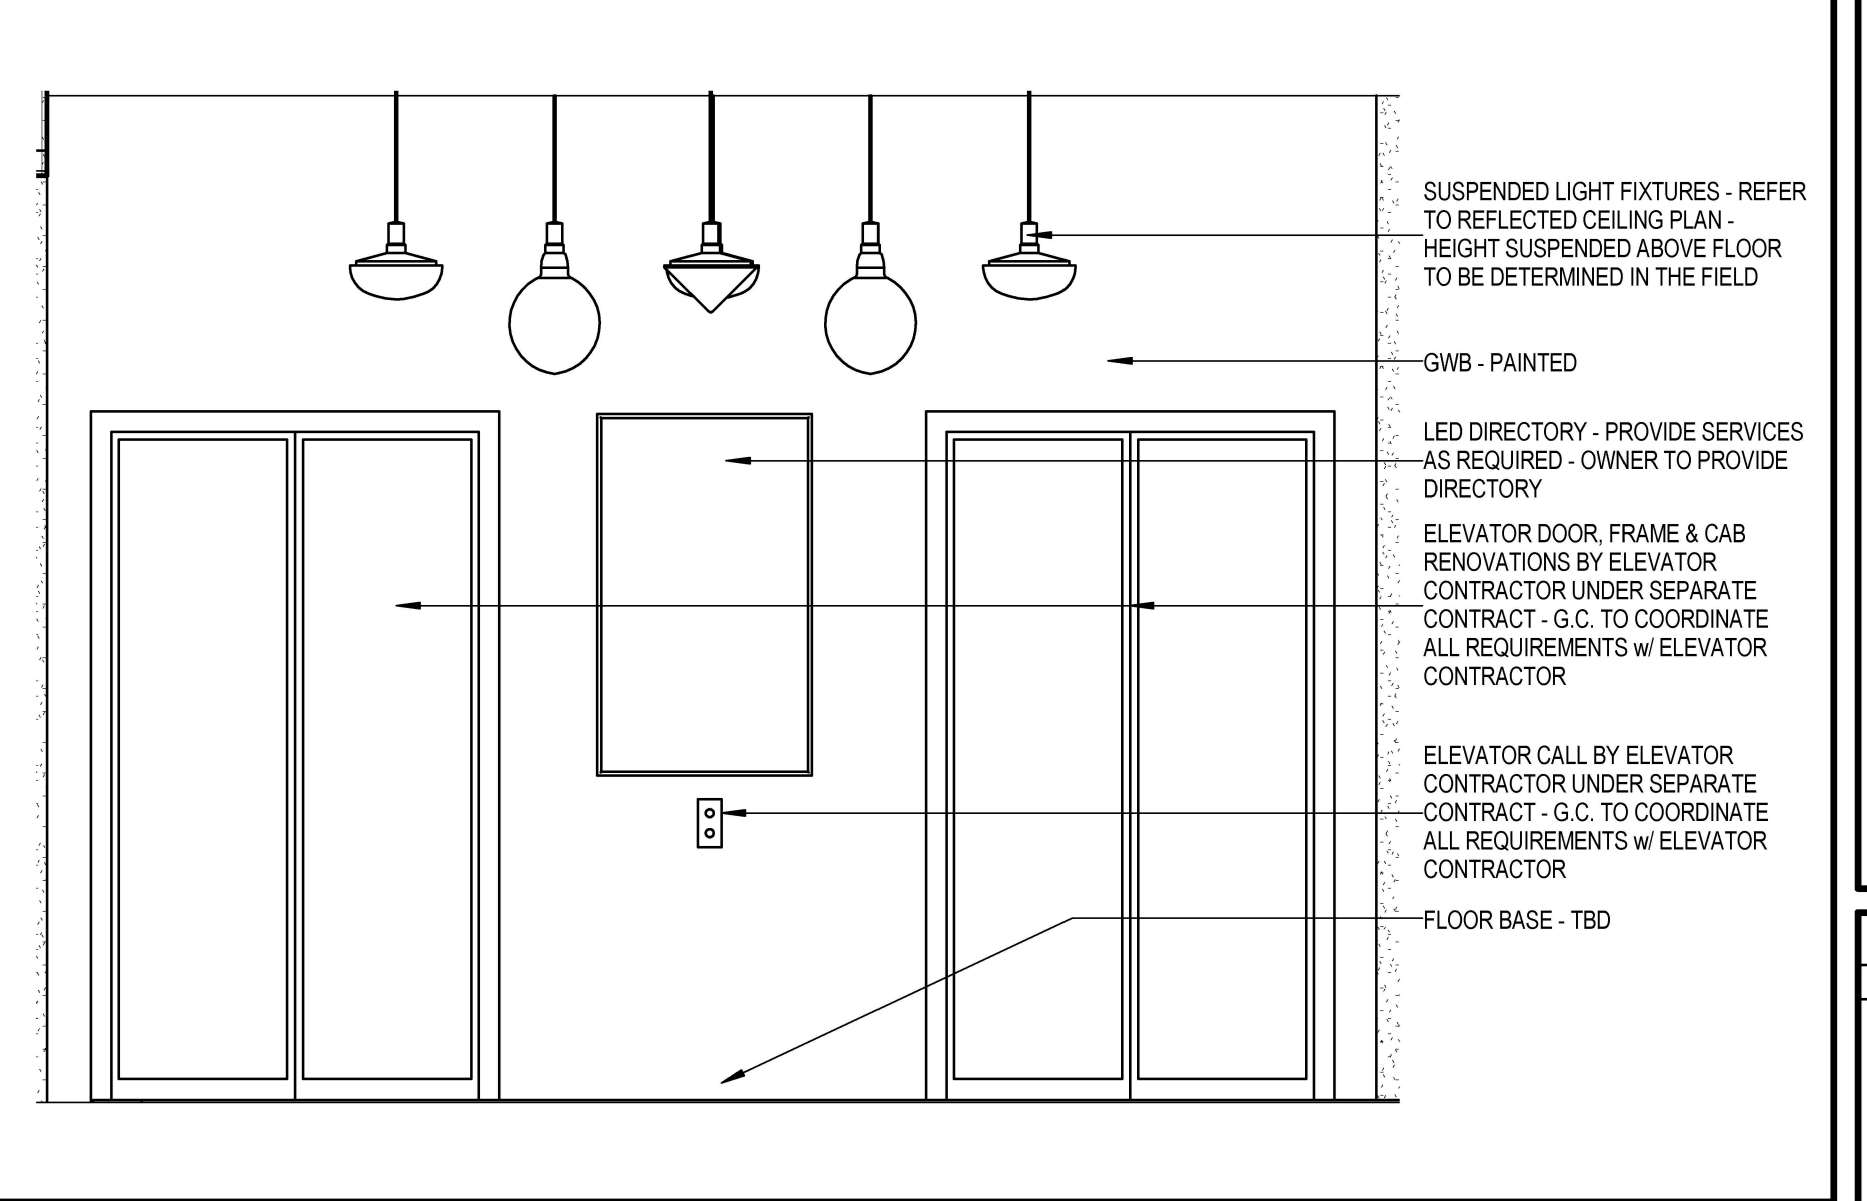 SUSPENDED LIGHT FIXTURES - REFER
TO REFLECTED CEILING PLAN -
HEIGHT SUSPENDED ABOVE FLOOR
TO BE DETERMINED IN THE FIELD
GWB - PAINTED
LED DIRECTORY - PROVIDE SERVICES
AS REQUIRED - OWNER TO PROVIDE
DIRECTORY
ELEVATOR DOOR, FRAME & CAB
RENOVATIONS BY ELEVATOR
CONTRACTOR UNDER SEPARATE
CONTRACT - G.C. TO COORDINATE
ALL REQUIREMENTS w/ ELEVATOR
CONTRACTOR
ELEVATOR CALL BY ELEVATOR
CONTRACTOR UNDER SEPARATE
CONTRACT - G.C. TO COORDINATE
ALL REQUIREMENTS w/ ELEVATOR
CONTRACTOR
FLOOR BASE - TBD